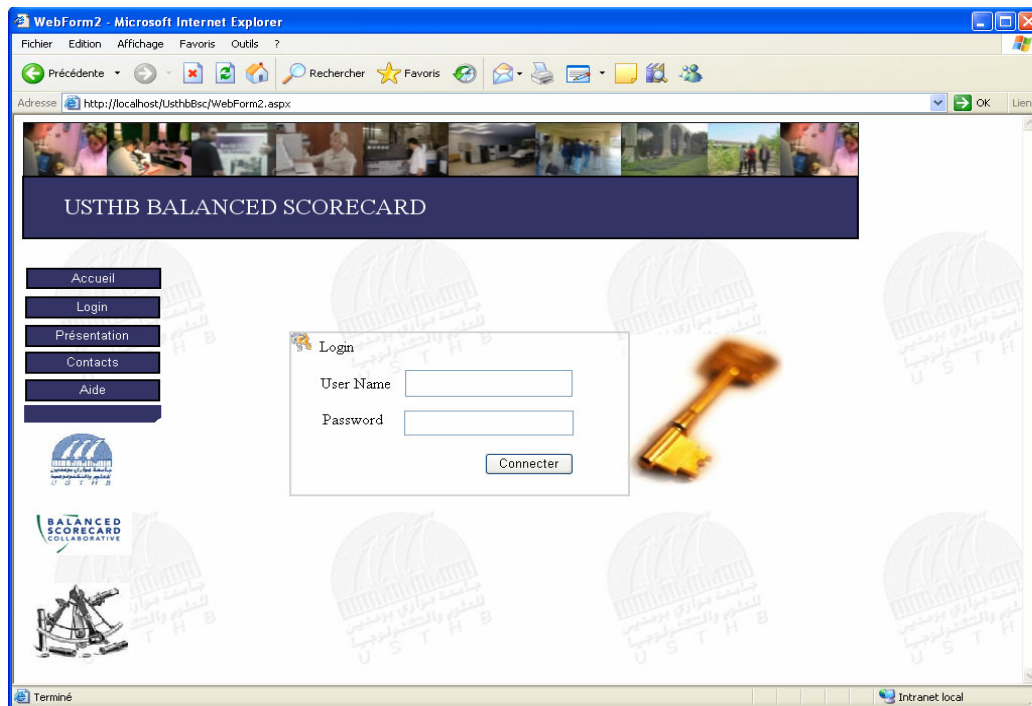 WebForm2 - Microsoft Internet Explorer
Fichier Edition Affichage Favoris Outils ?
Précédente Rechercher Favoris
Adresse http://localhost/UsthbBsc/WebForm2.aspx OK Lien
USTHB BALANCED SCORECARD
Accueil
Login
Présentation
Contacts
Aide
Login
User Name
Password
Connecter
U S T H B
BALANCED
SCORECARD
COLLABORATIVE
Terminé Intranet local